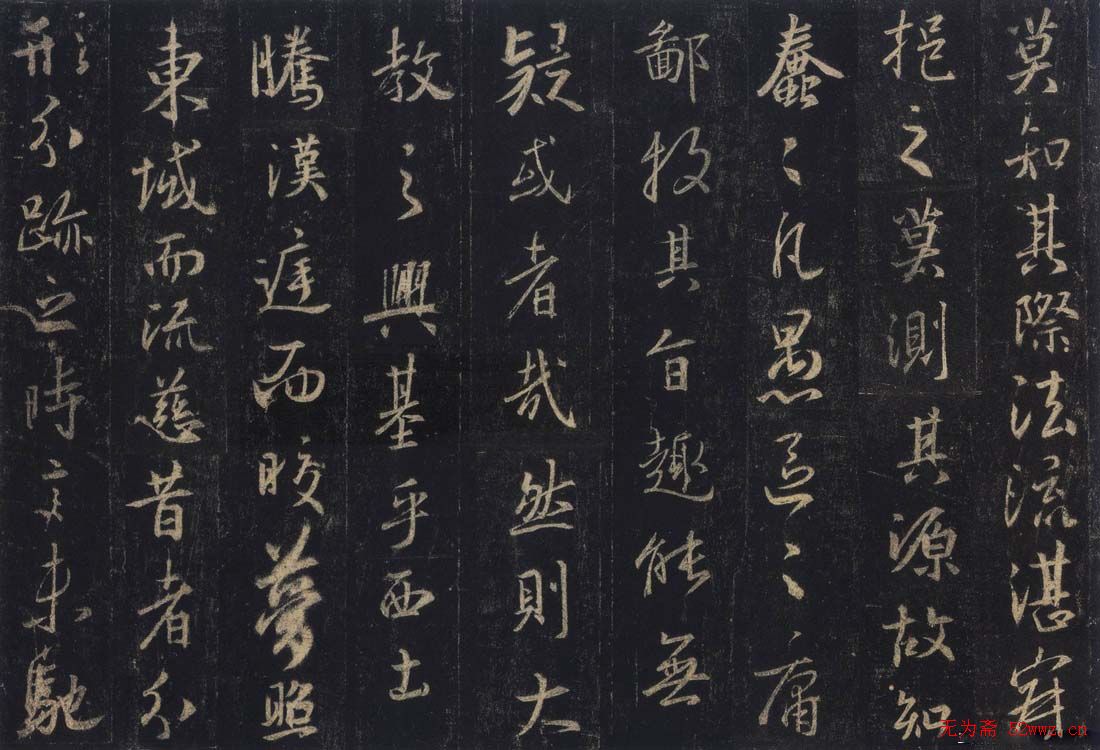 莫知其際法流湛寂
挹之莫測其源故知
蠢〻凡愚區〻庸
鄙投其旨趣能無
疑或者哉然則大
教之興基乎西土
騰漢庭而皎夢照
東域而流慈昔者分
形分跡之時言未馳
无为斋 52wwz.cn